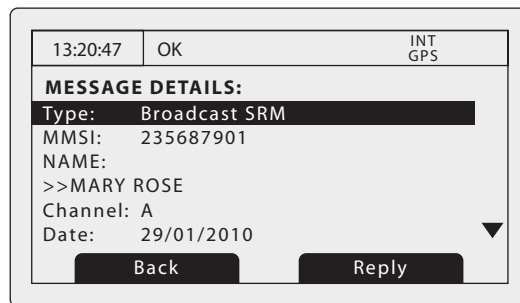 13:20:47 OK INT
GPS
MESSAGE DETAILS:
Type: Broadcast SRM
MMSI: 235687901
NAME:
>>MARY ROSE
Channel: A
Date: 29/01/2010
Back Reply